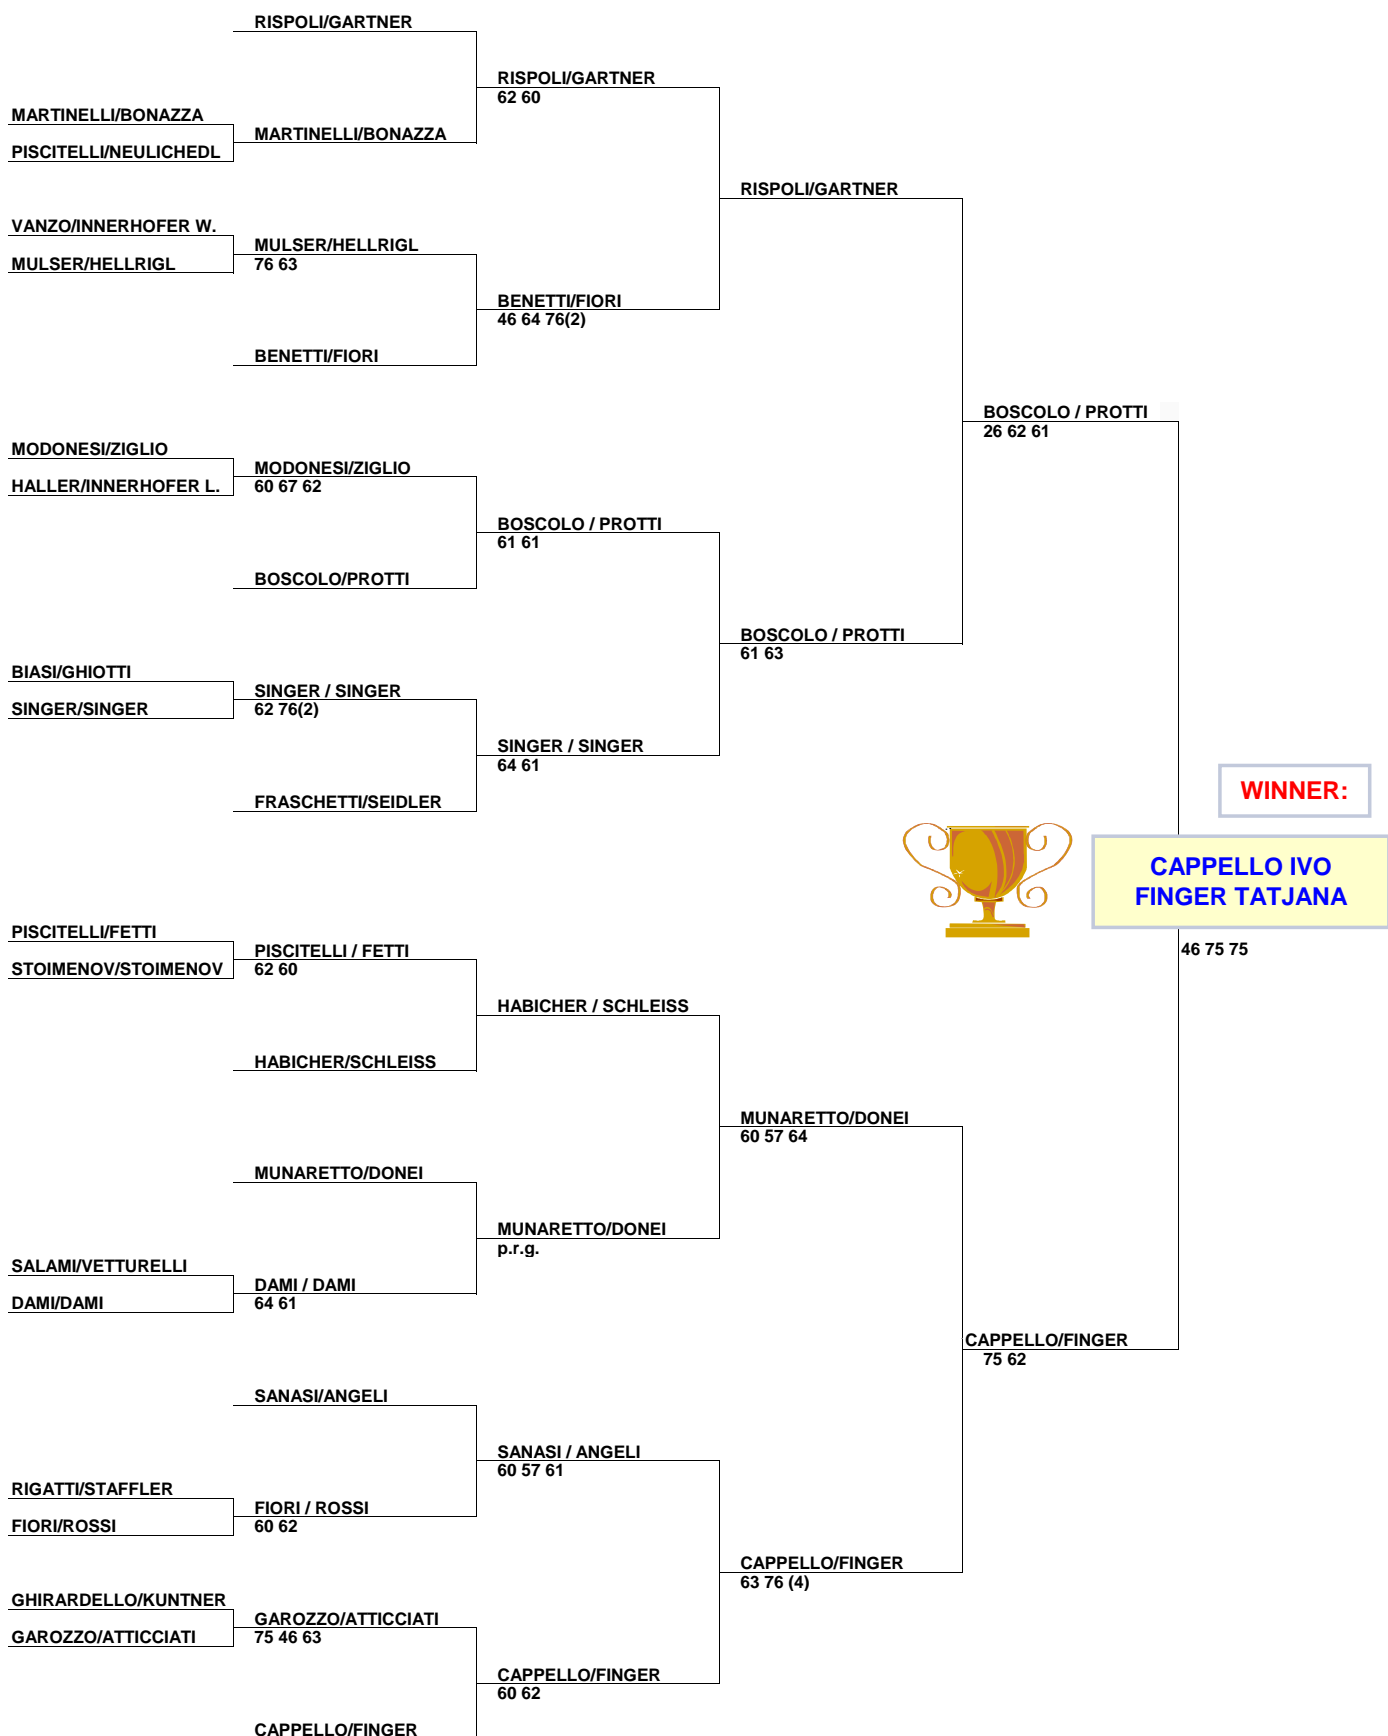 RISPOLI/GARTNER
RISPOLI/GARTNER
62 60
MARTINELLI/BONAZZA
MARTINELLI/BONAZZA
PISCITELLI/NEULICHEDL
RISPOLI/GARTNER
VANZO/INNERHOFER W.
MULSER/HELLRIGL
MULSER/HELLRIGL
76 63
BENETTI/FIORI
46 64 76(2)
BENETTI/FIORI
BOSCOLO / PROTTI
26 62 61
MODONESI/ZIGLIO
MODONESI/ZIGLIO
HALLER/INNERHOFER L.
60 67 62
BOSCOLO / PROTTI
61 61
BOSCOLO/PROTTI
BOSCOLO / PROTTI
61 63
BIASI/GHIOTTI
SINGER / SINGER
SINGER/SINGER
62 76(2)
SINGER / SINGER
64 61
FRASCHETTI/SEIDLER
WINNER:
CAPPELLO IVO
FINGER TATJANA
46 75 75
PISCITELLI/FETTI
PISCITELLI / FETTI
STOIMENOV/STOIMENOV
62 60
HABICHER / SCHLEISS
HABICHER/SCHLEISS
MUNARETTO/DONEI
60 57 64
MUNARETTO/DONEI
MUNARETTO/DONEI
p.r.g.
SALAMI/VETTURELLI
DAMI / DAMI
DAMI/DAMI
64 61
CAPPELLO/FINGER
75 62
SANASI/ANGELI
SANASI / ANGELI
60 57 61
RIGATTI/STAFFLER
FIORI / ROSSI
FIORI/ROSSI
60 62
CAPPELLO/FINGER
63 76 (4)
GHIRARDELLO/KUNTNER
GAROZZO/ATTICCIATI
GAROZZO/ATTICCIATI
75 46 63
CAPPELLO/FINGER
60 62
CAPPELLO/FINGER